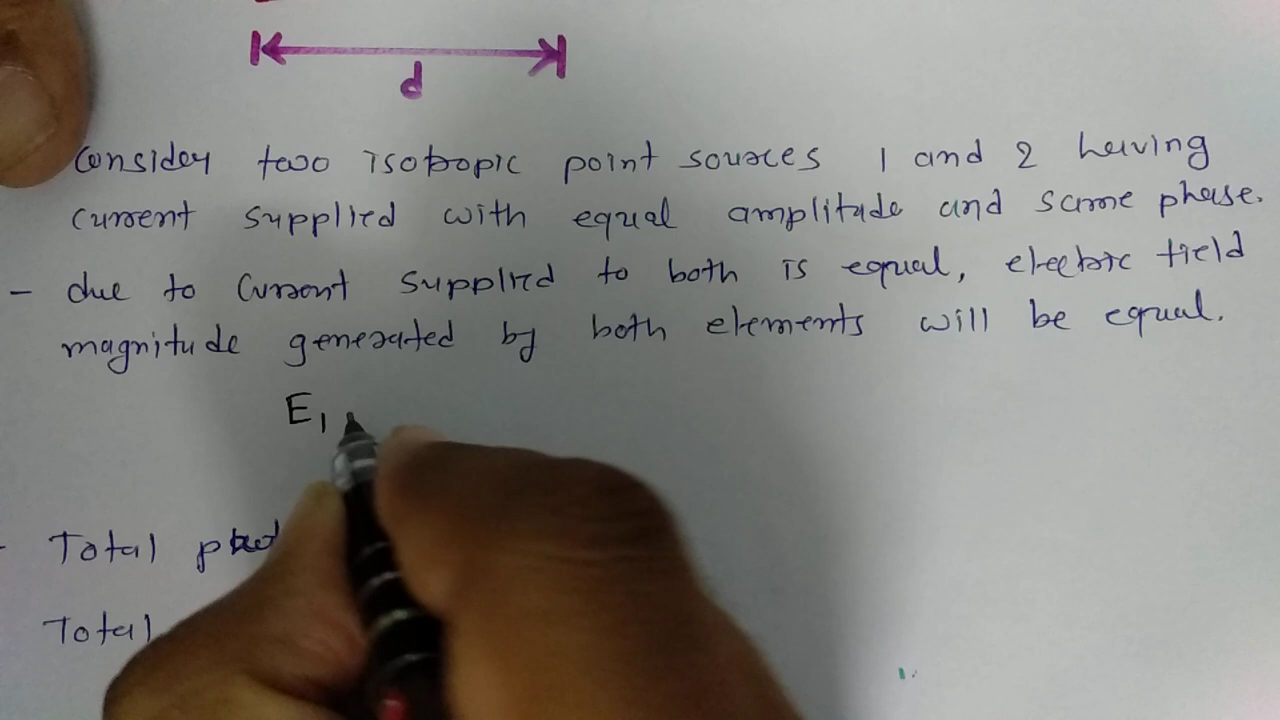 d
Consider two isotropic point sources 1 and 2 having
current supplied with equal amplitude and same phase.
- due to current supplied to both is equal, electric field
magnitude generated by both elements will be equal.
E1
- Total
Total